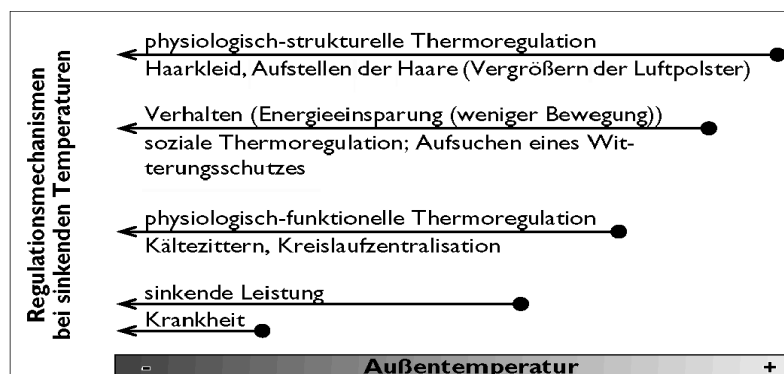 Regulationsmechanismen
bei sinkenden Temperaturen
physiologisch-strukturelle Thermoregulation
Haarkleid, Aufstellen der Haare (Vergrößern der Luftpolster)
Verhalten (Energieeinsparung (weniger Bewegung))
soziale Thermoregulation; Aufsuchen eines Wit-
terungsschutzes
physiologisch-funktionelle Thermoregulation
Kältezittern, Kreislaufzentralisation
sinkende Leistung
Krankheit
- Außentemperatur +